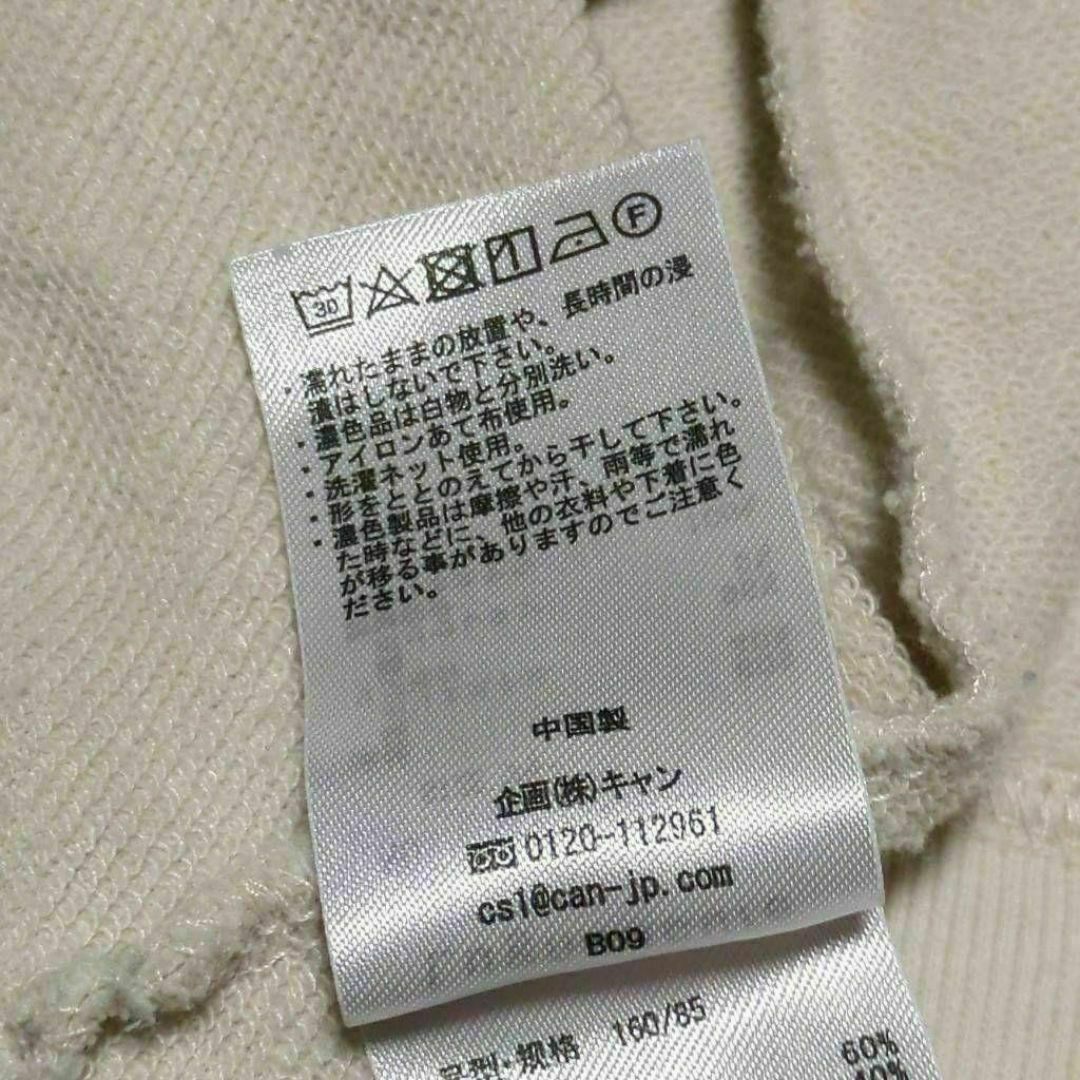 30
F
・濡れたままの放置や、長時間の浸
漬はしないで下さい。
・濃色品は白物と分別洗い。
・アイロンあて布使用。
・洗濯ネット使用。
・形をととのえてから干して下さい。
・濃色製品は摩擦や汗、雨等で濡れ
た時などに、他の衣料や下着に色
が移る事がありますのでご注意く
ださい。
中国製
企画(株)キャン
0120-112961
cs1@can-jp.com
B09
号型·规格 160/85
60%
40%